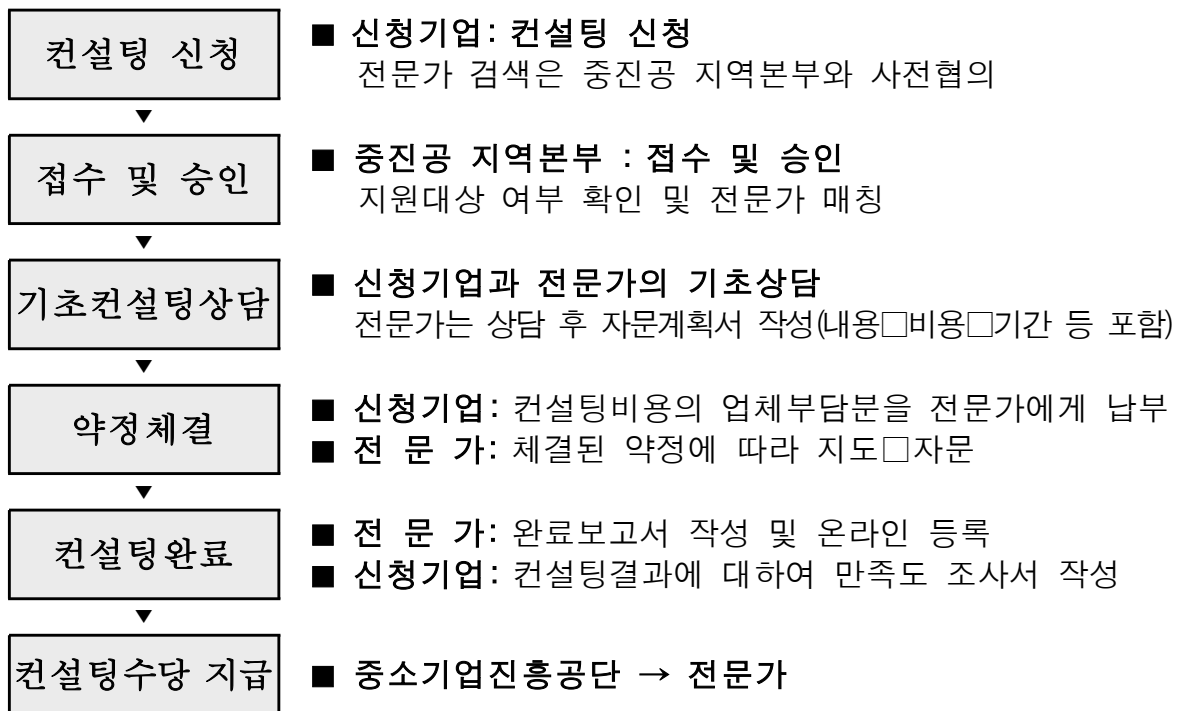 컨설팅 신청
■ 신청기업: 컨설팅 신청
전문가 검색은 중진공 지역본부와 사전협의
▼
접수 및 승인
■ 중진공 지역본부 : 접수 및 승인
지원대상 여부 확인 및 전문가 매칭
▼
기초컨설팅상담
■ 신청기업과 전문가의 기초상담
전문가는 상담 후 자문계획서 작성(내용□비용□기간 등 포함)
▼
약정체결
■ 신청기업: 컨설팅비용의 업체부담분을 전문가에게 납부
■ 전 문 가: 체결된 약정에 따라 지도□자문
▼
컨설팅완료
■ 전 문 가: 완료보고서 작성 및 온라인 등록
■ 신청기업: 컨설팅결과에 대하여 만족도 조사서 작성
▼
컨설팅수당 지급
■ 중소기업진흥공단 → 전문가